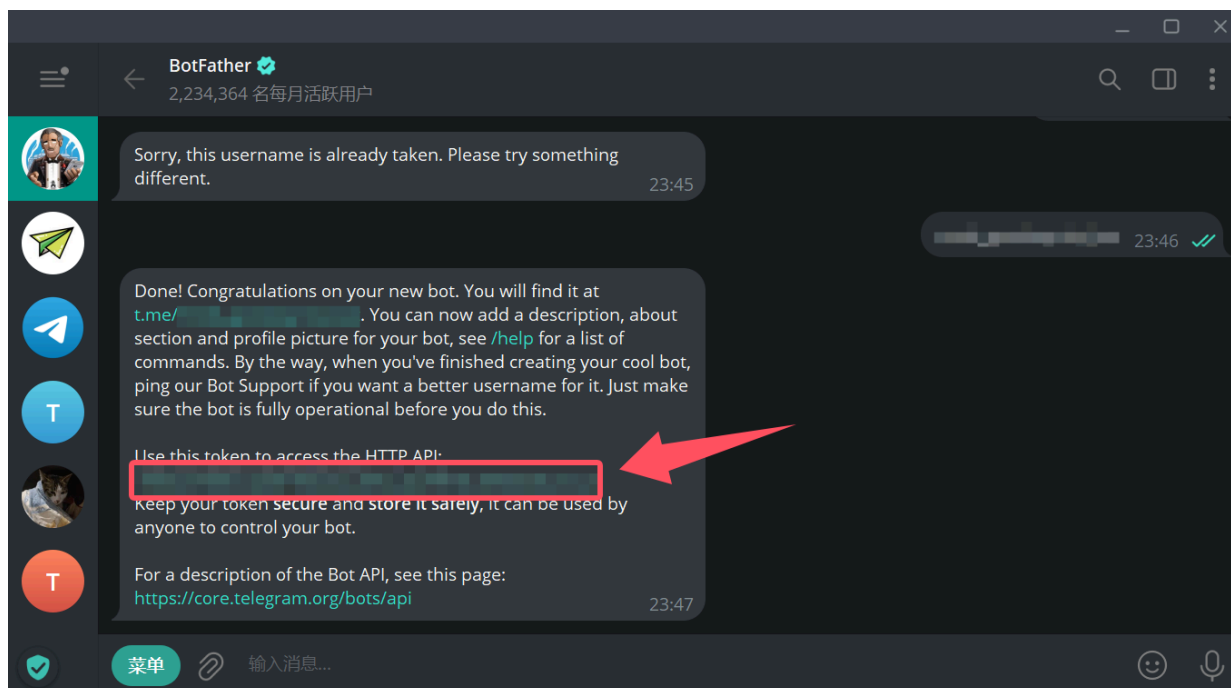 BotFather
2,234,364 名每月活跃用户
Sorry, this username is already taken. Please try something
different.
23:45
23:46
Done! Congratulations on your new bot. You will find it at
t.me/ . You can now add a description, about
section and profile picture for your bot, see /help for a list of
commands. By the way, when you've finished creating your cool bot,
ping our Bot Support if you want a better username for it. Just make
sure the bot is fully operational before you do this.
Use this token to access the HTTP API:
Keep your token secure and store it safely, it can be used by
anyone to control your bot.
For a description of the Bot API, see this page:
https://core.telegram.org/bots/api
23:47
T
T
菜单
输入消息...